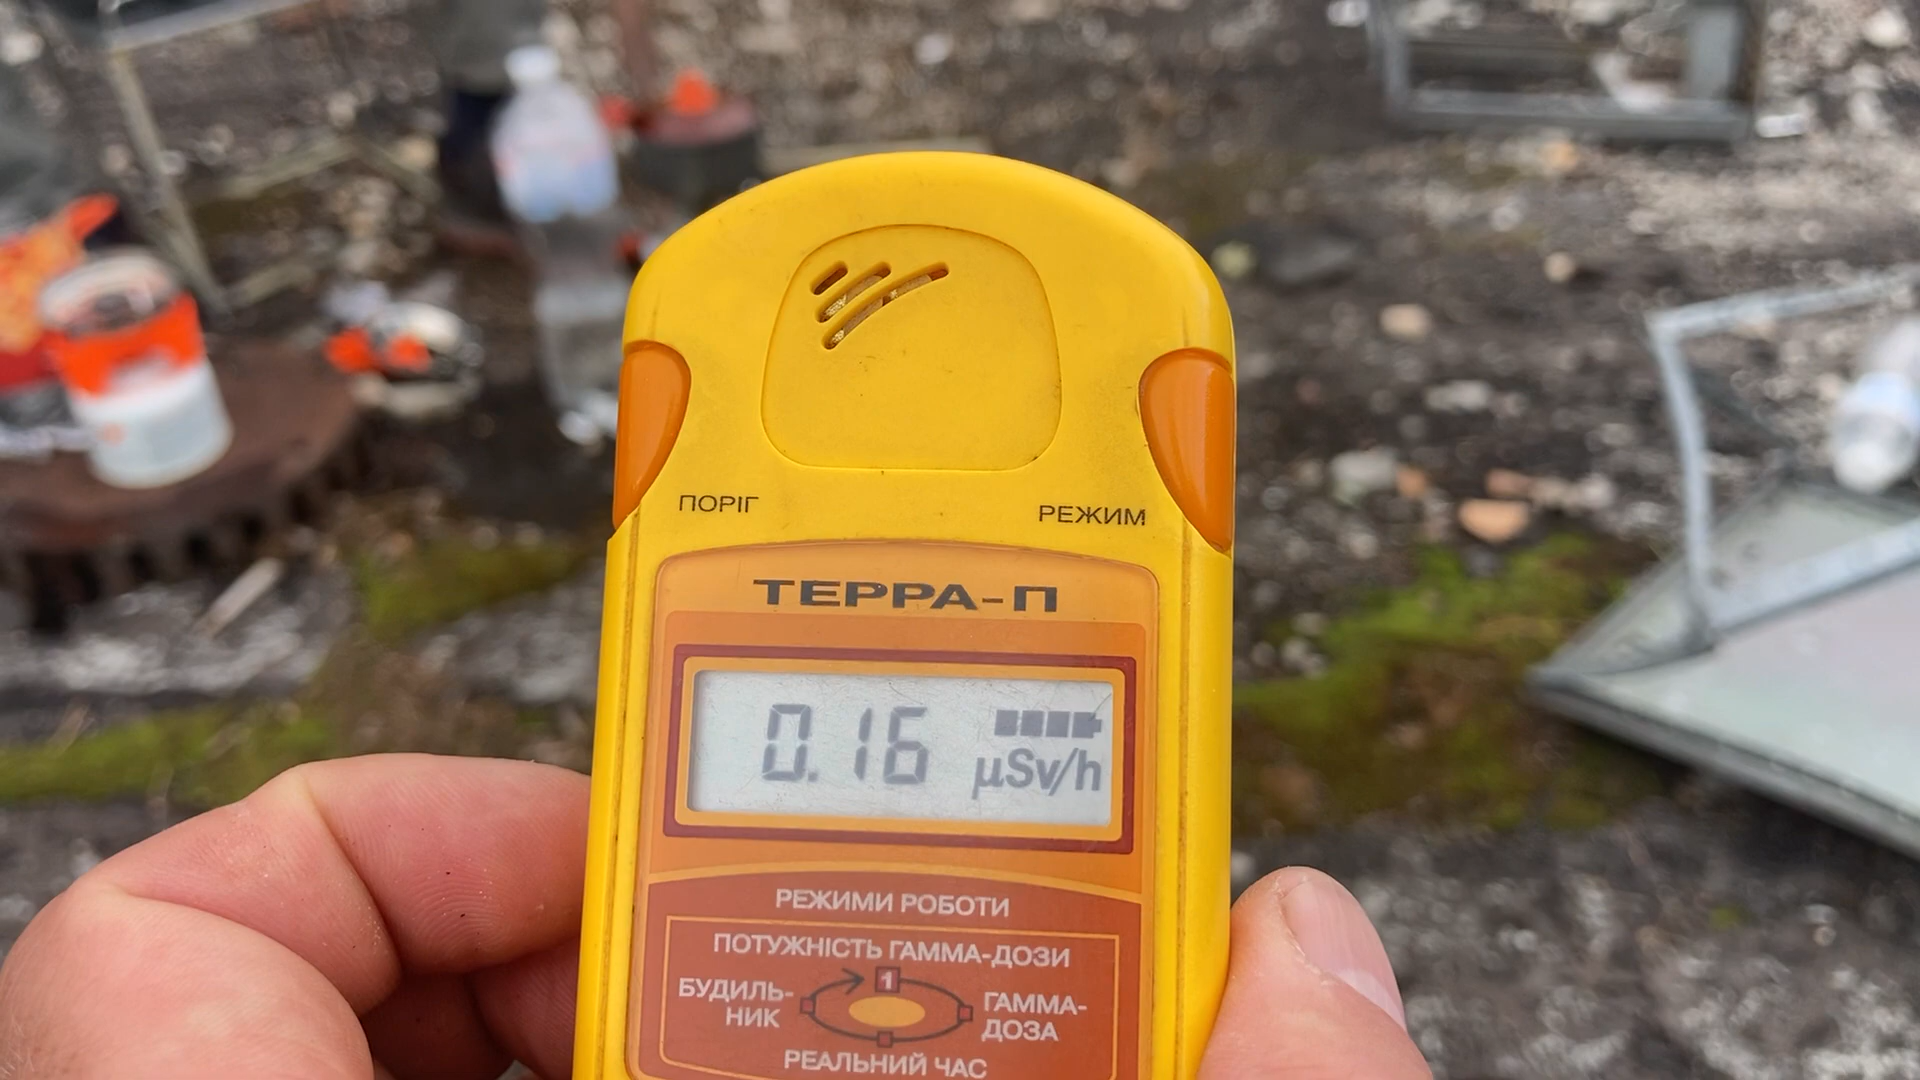 ПОРІГ
РЕЖИМ
ТЕРРА-П
0.16 µSv/h
РЕЖИМИ РОБОТИ
ПОТУЖНІСТЬ ГАММА-ДОЗИ
1
БУДИЛЬ-
НИК
ГАММА-
ДОЗА
РЕАЛЬНИЙ ЧАС